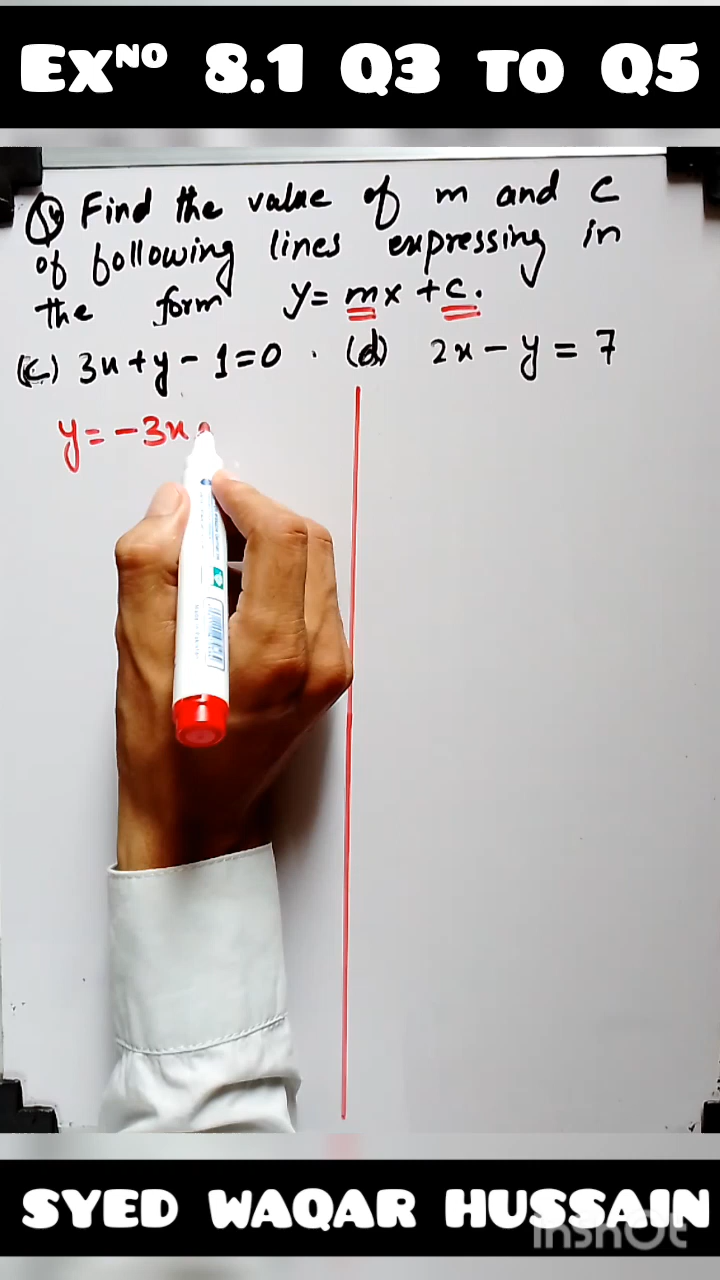 EXNO 8.1 Q3 TO Q5
Q4 Find the value of m and c
of following lines expressing in
the form y = mx + c.
(c) 3x + y - 1 = 0 . (d) 2x - y = 7
y = -3x
SYED WAQAR HUSSAIN
InShOt